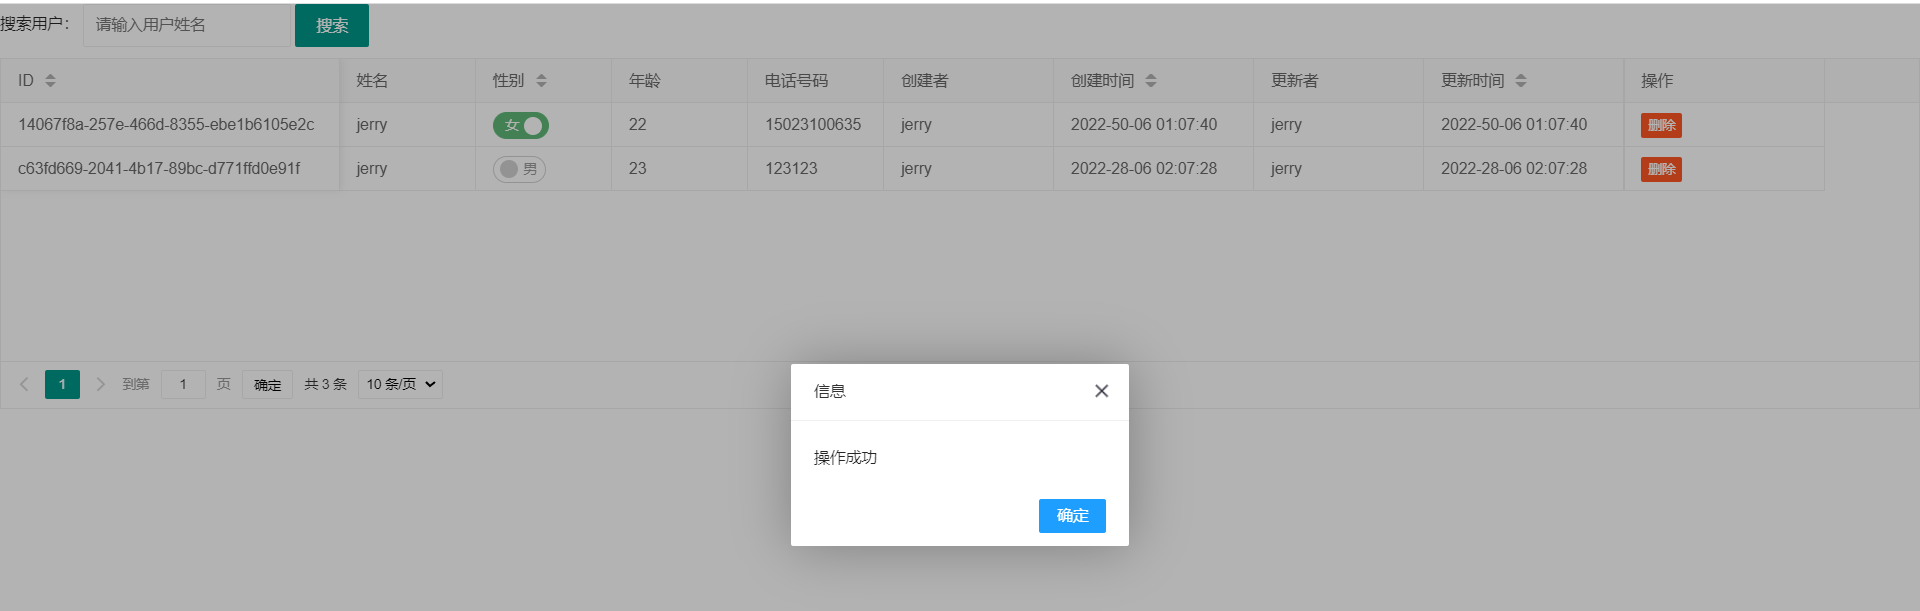 搜索用户： 请输入用户姓名 搜索
ID 姓名 性别 年龄 电话号码 创建者 创建时间 更新者 更新时间 操作
14067f8a-257e-466d-8355-ebe1b6105e2c jerry 女 22 15023100635 jerry 2022-50-06 01:07:40 jerry 2022-50-06 01:07:40 删除
c63fd669-2041-4b17-89bc-d771ffd0e91f jerry 男 23 123123 jerry 2022-28-06 02:07:28 jerry 2022-28-06 02:07:28 删除
1 到第 1 页 确定 共 3 条 10 条/页
信息
操作成功
确定